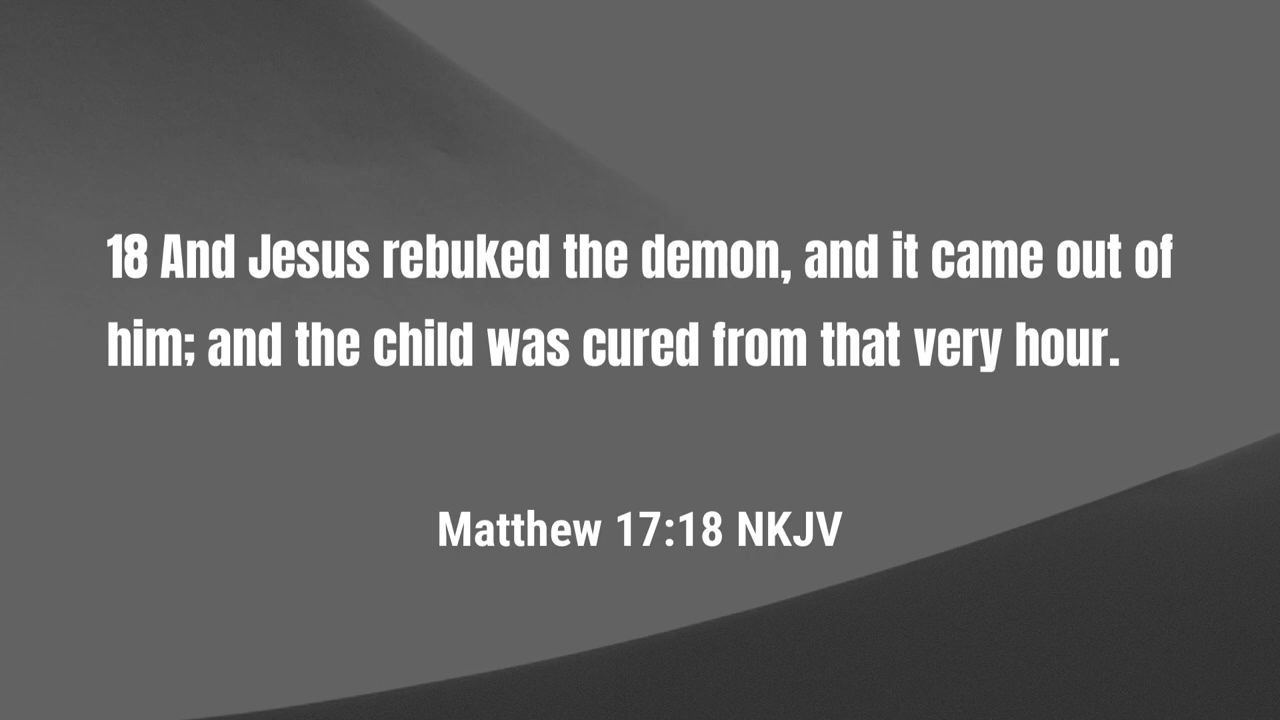 18 And Jesus rebuked the demon, and it came out of
him; and the child was cured from that very hour.
Matthew 17:18 NKJV